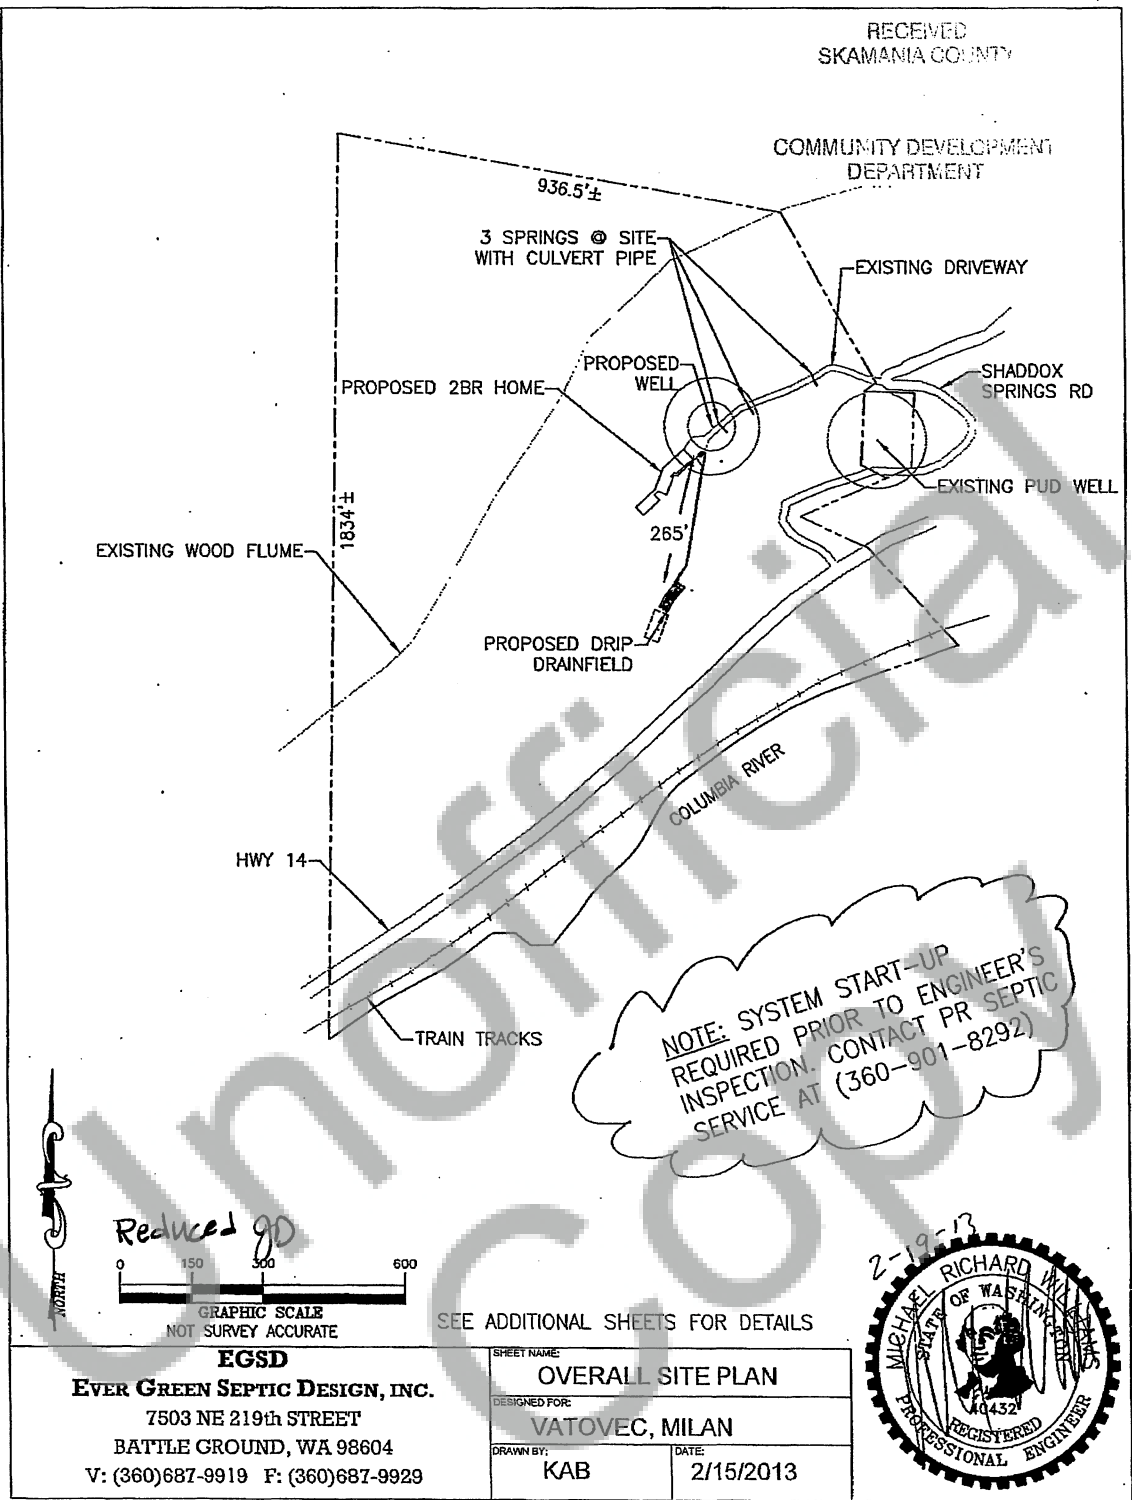 RECEIVED
SKAMANIA COUNTY
COMMUNITY DEVELOPMENT
DEPARTMENT
936.5'±
3 SPRINGS @ SITE
WITH CULVERT PIPE
EXISTING DRIVEWAY
PROPOSED
WELL
PROPOSED 2BR HOME
SHADDOX
SPRINGS RD
EXISTING PUD WELL
1834'±
265'
EXISTING WOOD FLUME
PROPOSED DRIP
DRAINFIELD
COLUMBIA RIVER
HWY 14
TRAIN TRACKS
NOTE: SYSTEM START-UP
REQUIRED PRIOR TO ENGINEER'S
INSPECTION. CONTACT PR SEPTIC
SERVICE AT (360-901-8292)
Unofficial
Copy
NORTH
Reduced
0 150 300 600
GRAPHIC SCALE
NOT SURVEY ACCURATE
SEE ADDITIONAL SHEETS FOR DETAILS
2-19-13
MICHAEL RICHARD WILLIAMS
STATE OF WASHINGTON
40432
REGISTERED
PROFESSIONAL ENGINEER
EGSD
EVER GREEN SEPTIC DESIGN, INC.
7503 NE 219th STREET
BATTLE GROUND, WA 98604
V: (360)687-9919 F: (360)687-9929
SHEET NAME:
OVERALL SITE PLAN
DESIGNED FOR:
VATOVEC, MILAN
DRAWN BY:
KAB
DATE:
2/15/2013